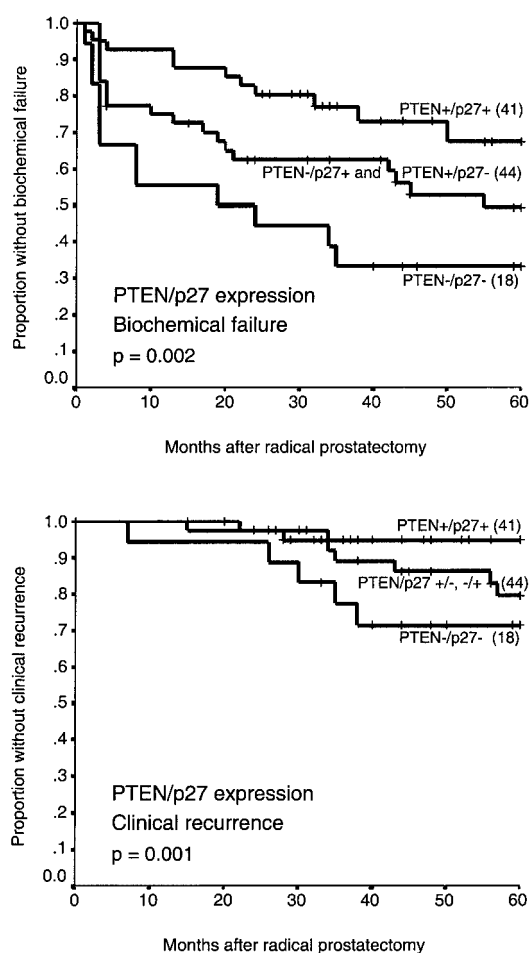 Proportion without biochemical failure
1.0
.9
.8
.7
.6
.5
.4
.3
.2
.1
0.0
PTEN+/p27+ (41)
PTEN-/p27+ and PTEN+/p27- (44)
PTEN-/p27- (18)
PTEN/p27 expression
Biochemical failure
p = 0.002
0 10 20 30 40 50 60
Months after radical prostatectomy
Proportion without clinical recurrence
1.0
.9
.8
.7
.6
.5
.4
.3
.2
.1
0.0
PTEN+/p27+ (41)
PTEN/p27 +/-, -/+ (44)
PTEN-/p27- (18)
PTEN/p27 expression
Clinical recurrence
p = 0.001
0 10 20 30 40 50 60
Months after radical prostatectomy